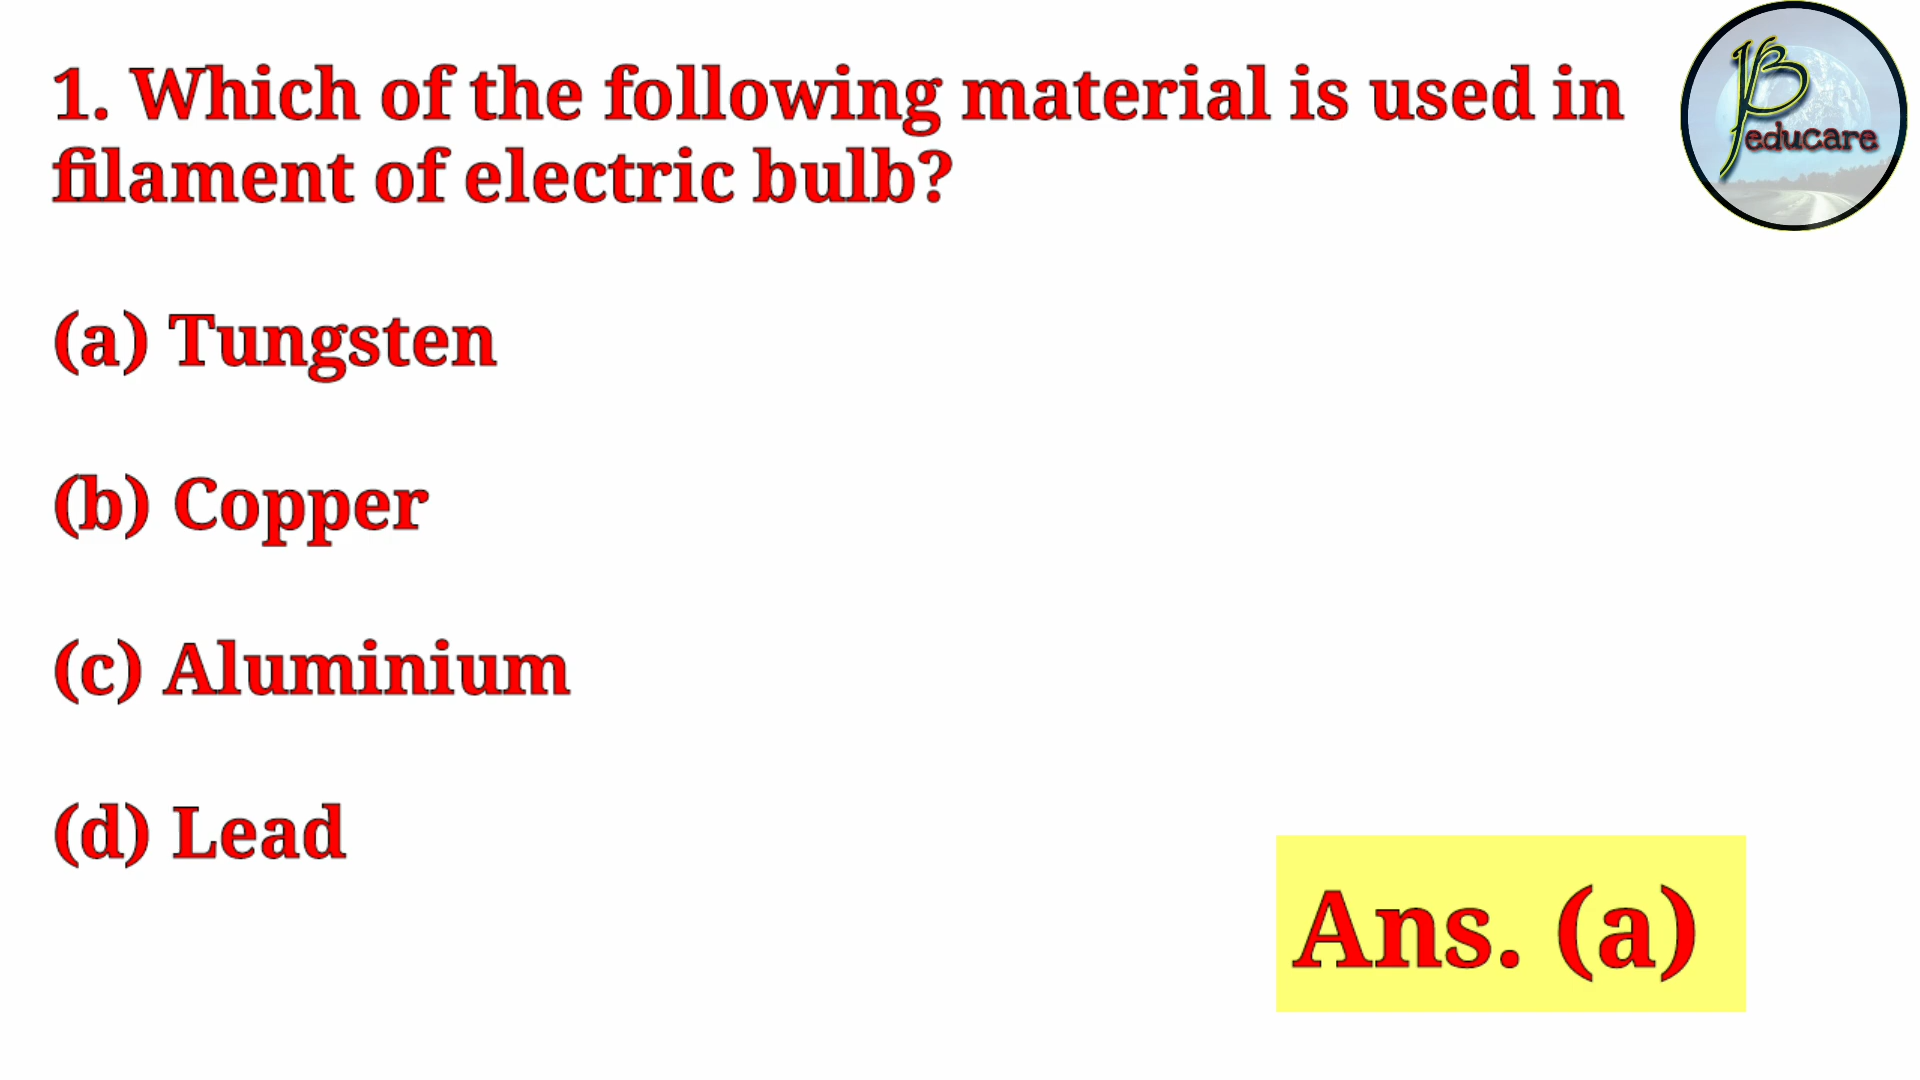 1. Which of the following material is used in
filament of electric bulb?
(a) Tungsten
(b) Copper
(c) Aluminium
(d) Lead
Ans. (a)
educare